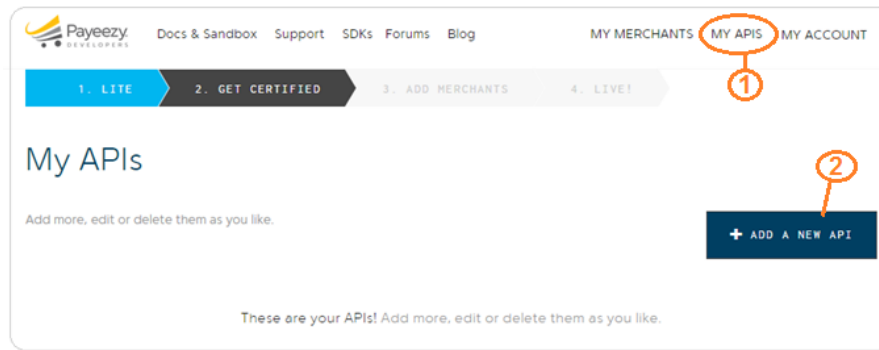 Payeezy. DEVELOPERS Docs & Sandbox Support SDKs Forums Blog MY MERCHANTS MY APIS MY ACCOUNT
1
1. LITE 2. GET CERTIFIED 3. ADD MERCHANTS 4. LIVE!
My APIs
2
Add more, edit or delete them as you like.
+ ADD A NEW API
These are your APIs! Add more, edit or delete them as you like.